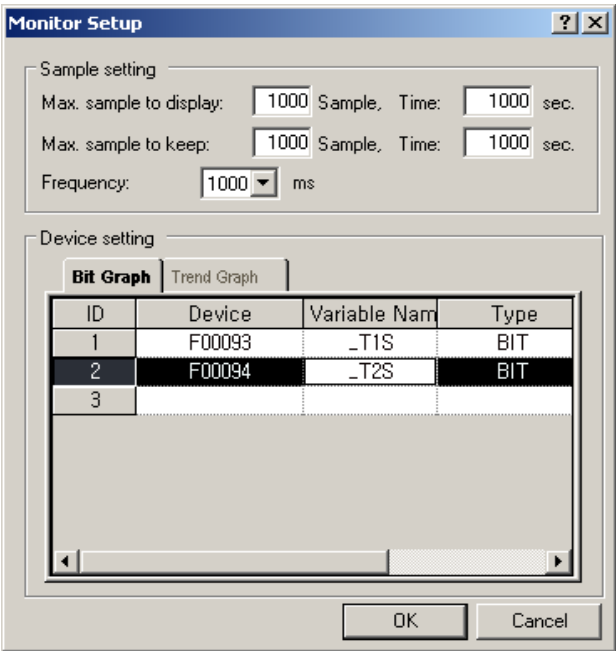 Monitor Setup
Sample setting
Max. sample to display: 1000 Sample, Time: 1000 sec.
Max. sample to keep: 1000 Sample, Time: 1000 sec.
Frequency: 1000 ms
Device setting
Bit Graph Trend Graph
ID Device Variable Nam Type
1 F00093 _T1S BIT
2 F00094 _T2S BIT
3
OK Cancel